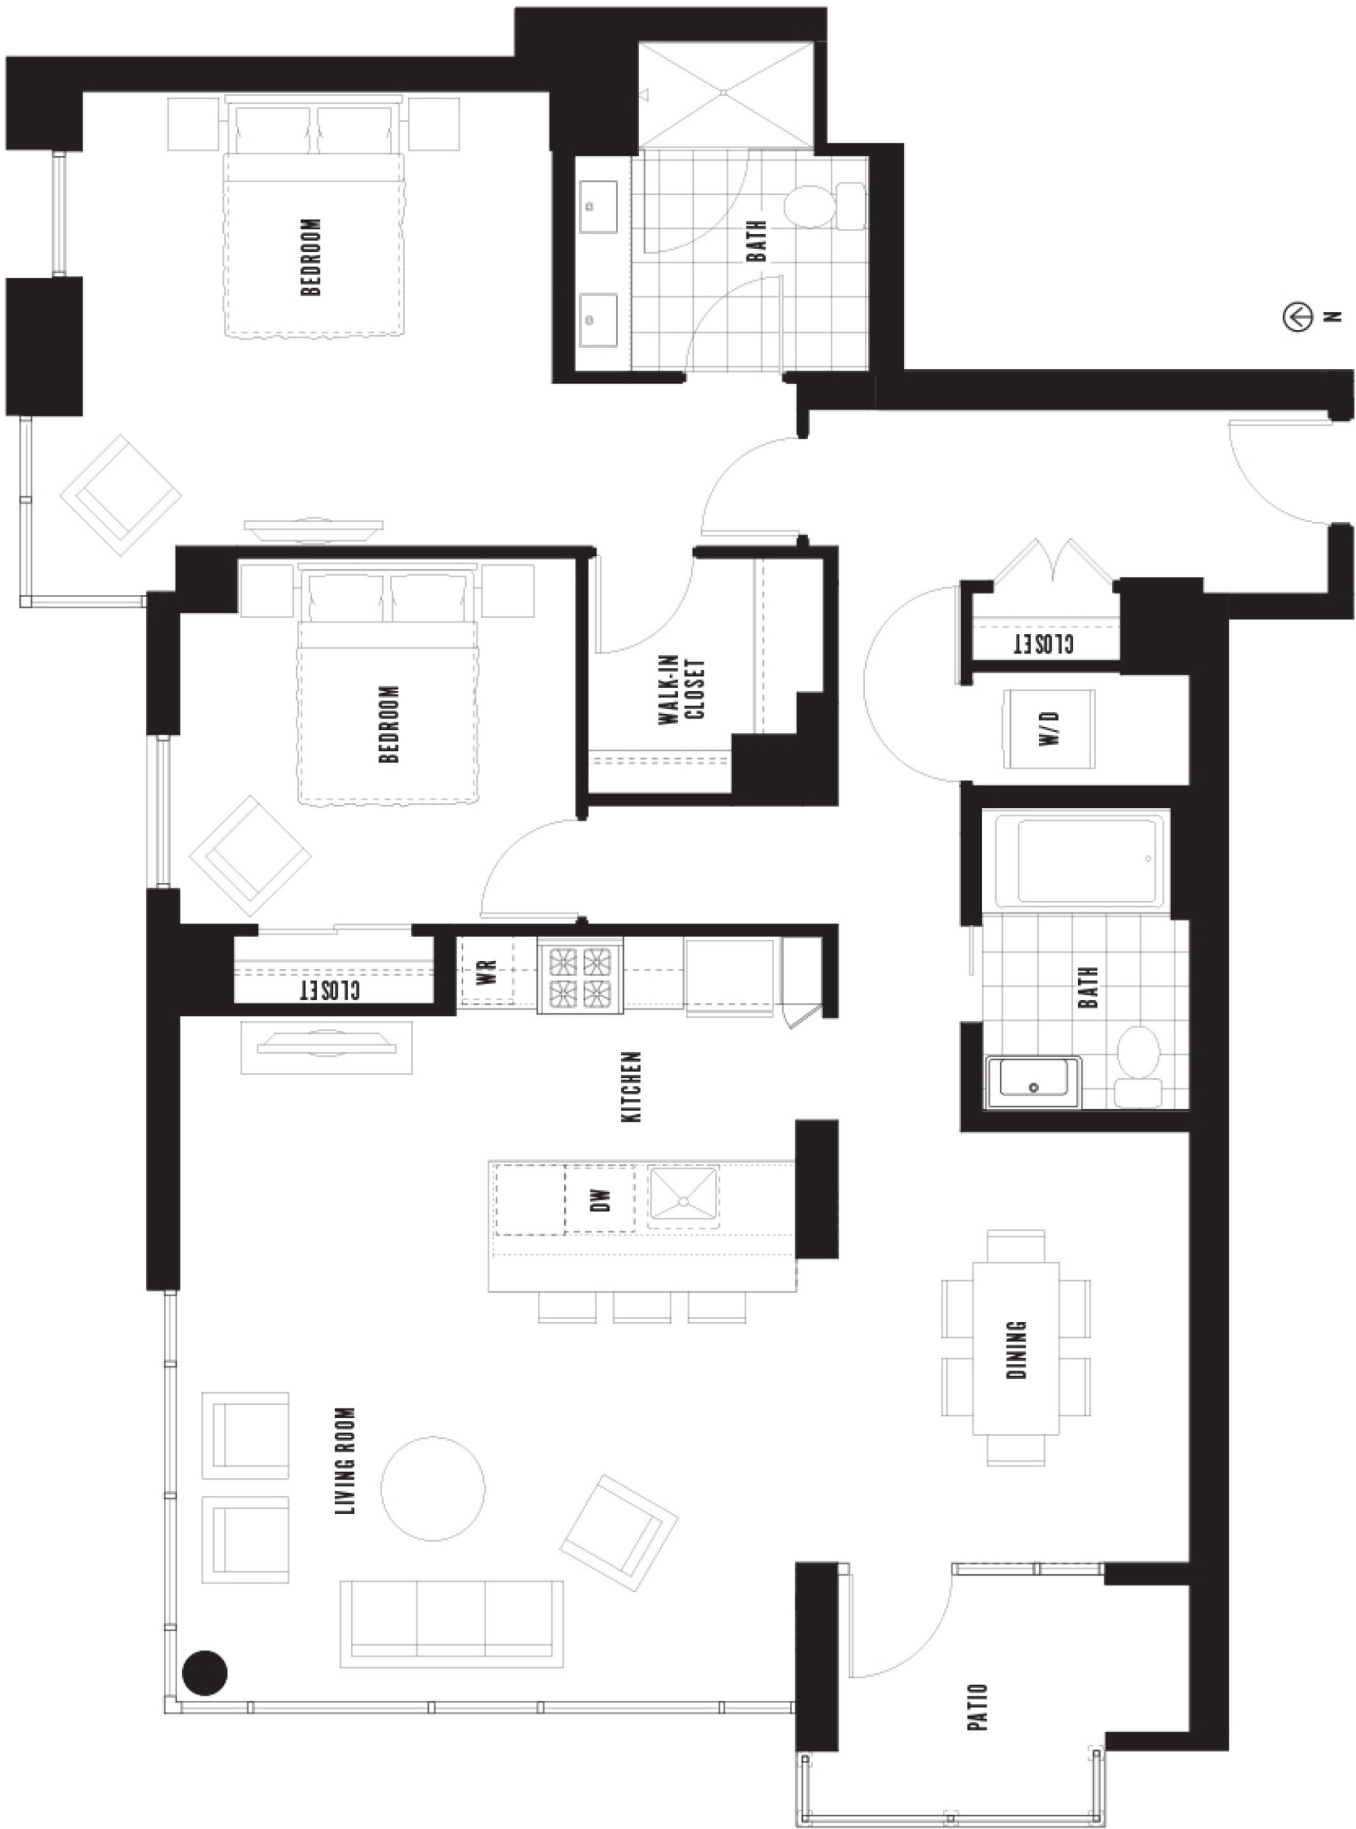 BEDROOM
BATH
N
BEDROOM
WALK-IN
CLOSET
CLOSET
W/D
CLOSET
WR
BATH
KITCHEN
DW
DINING
LIVING ROOM
PATIO